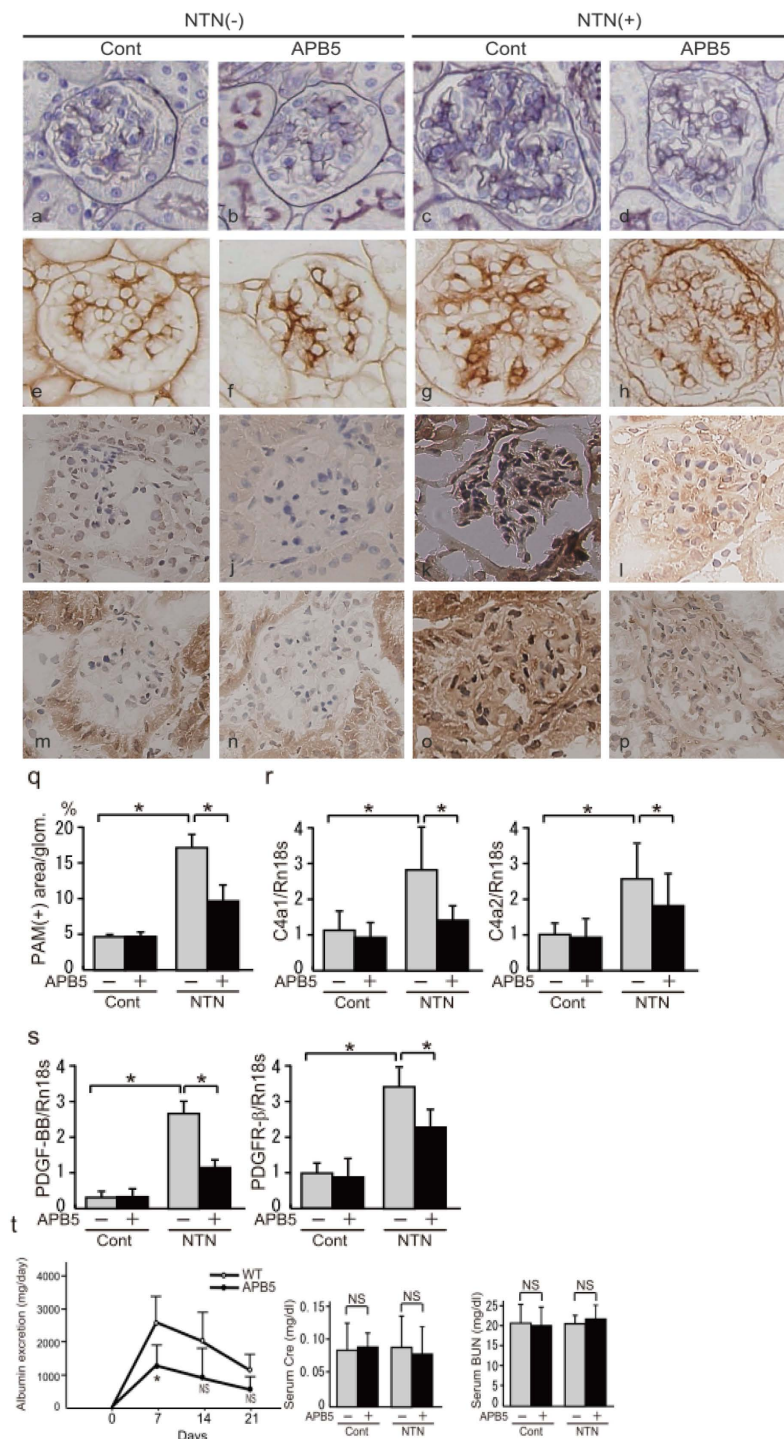 NTN(-) NTN(+)
Cont APB5 Cont APB5
a b c d
e f g h
i j k l
m n o p
q
%
PAM(+) area/glom.
20
15
10
5
0
* *
APB5 − + − +
Cont NTN
r
C4a1/Rn18s
4
3
2
1
0
* *
APB5 − + − +
Cont NTN
C4a2/Rn18s
4
3
2
1
0
* *
APB5 − + − +
Cont NTN
s
PDGF-BB/Rn18s
4
3
2
1
0
* *
APB5 − + − +
Cont NTN
PDGFR-β/Rn18s
4
3
2
1
0
* *
APB5 − + − +
Cont NTN
t
Albumin excretion (mg/day)
4000
3000
2000
1000
0
WT
APB5
* NS NS
0 7 14 21
Days
Serum Cre (mg/dl)
0.15
0.10
0.05
0
NS NS
APB5 − + − +
Cont NTN
Serum BUN (mg/dl)
25
20
15
10
5
0
NS NS
APB5 − + − +
Cont NTN